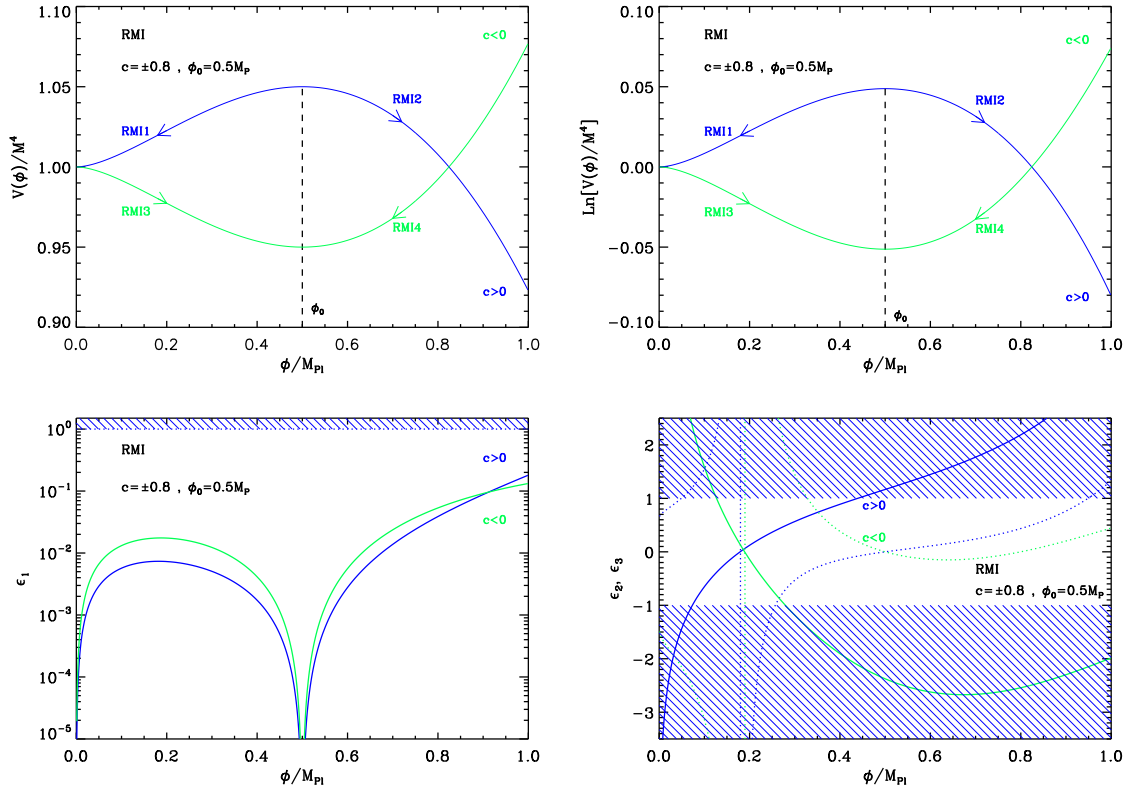 1.10
1.05
1.00
0.95
0.90
V(ϕ)/M⁴
RMI
c=±0.8 , ϕ₀=0.5Mₚ
c<0
RMI1
RMI2
RMI3
RMI4
c>0
ϕ₀
0.0 0.2 0.4 0.6 0.8 1.0
ϕ/M_Pl
0.10
0.05
0.00
−0.05
−0.10
Ln[V(ϕ)/M⁴]
RMI
c=±0.8 , ϕ₀=0.5Mₚ
c<0
RMI1
RMI2
RMI3
RMI4
c>0
ϕ₀
0.0 0.2 0.4 0.6 0.8 1.0
ϕ/M_Pl
10⁰
10⁻¹
10⁻²
10⁻³
10⁻⁴
10⁻⁵
ϵ₁
RMI
c=±0.8 , ϕ₀=0.5Mₚ
c>0
c<0
0.0 0.2 0.4 0.6 0.8 1.0
ϕ/M_Pl
2
1
0
−1
−2
−3
ϵ₂, ϵ₃
c>0
c<0
RMI
c=±0.8 , ϕ₀=0.5Mₚ
0.0 0.2 0.4 0.6 0.8 1.0
ϕ/M_Pl